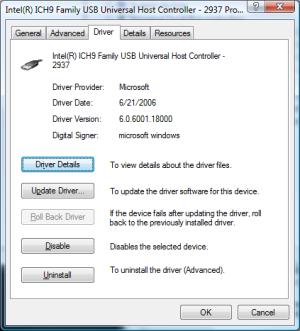 Intel(R) ICH9 Family USB Universal Host Controller - 2937 Pro...
General
Advanced
Driver
Details
Resources
Intel(R) ICH9 Family USB Universal Host Controller -
2937
Driver Provider: Microsoft
Driver Date: 6/21/2006
Driver Version: 6.0.6001.18000
Digital Signer: microsoft windows
Driver Details
To view details about the driver files.
Update Driver...
To update the driver software for this device.
Roll Back Driver
If the device fails after updating the driver, roll
back to the previously installed driver.
Disable
Disables the selected device.
Uninstall
To uninstall the driver (Advanced).
OK
Cancel